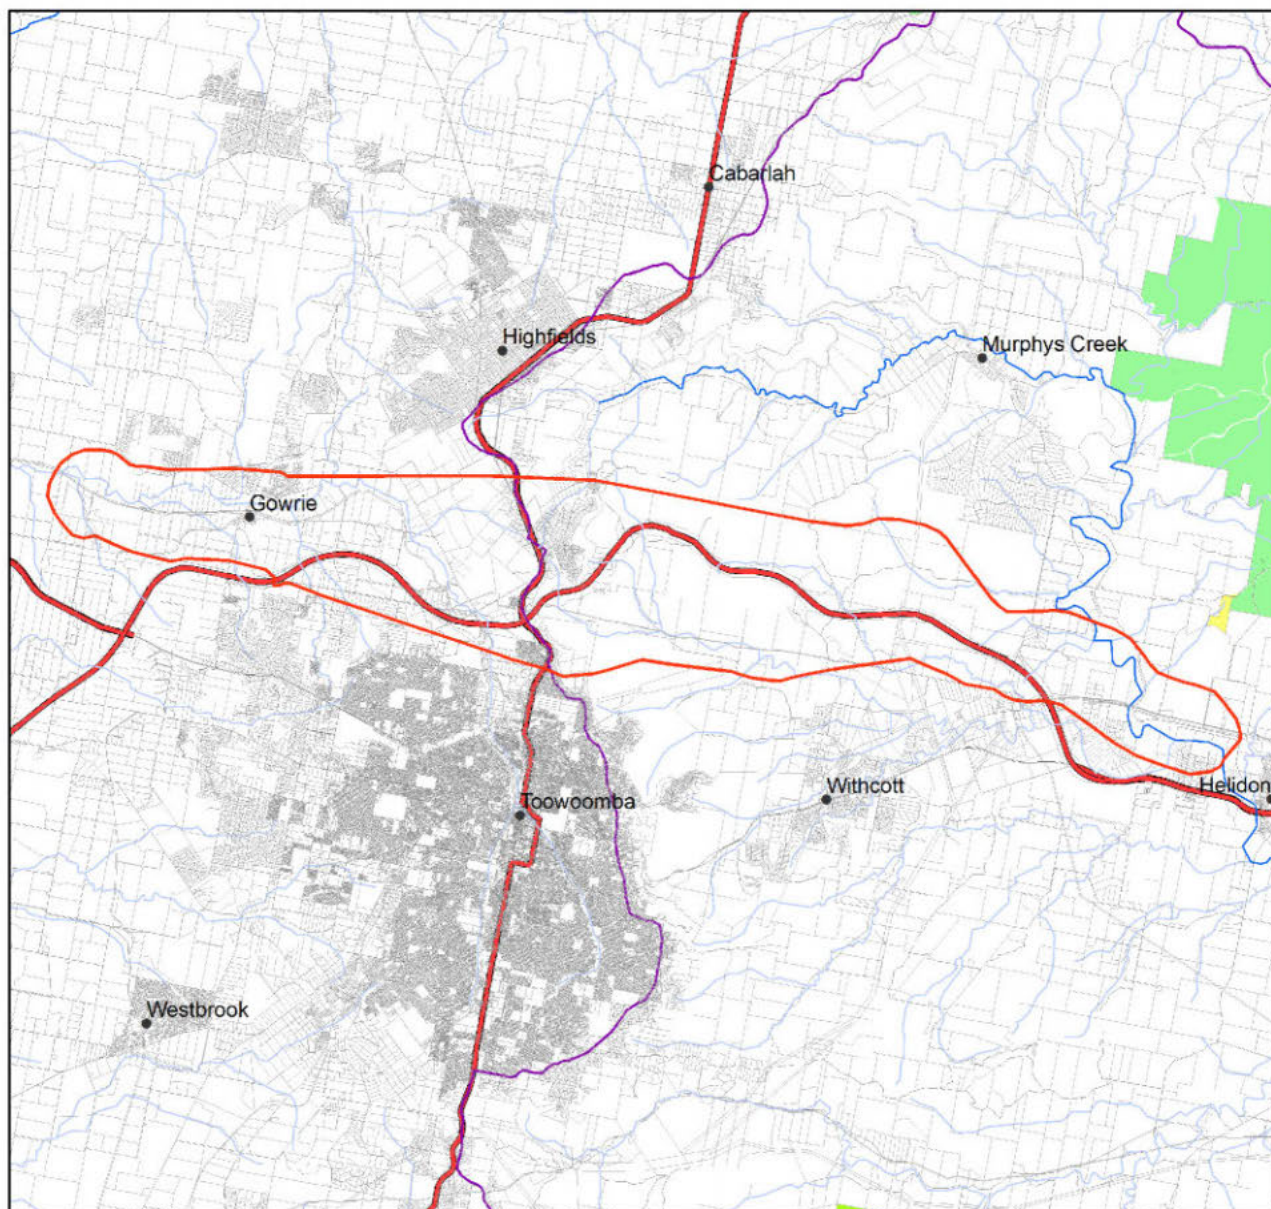 Cabarlah
Highfields
Murphys Creek
Gowrie
Withcott
Helidon
Toowoomba
Westbrook